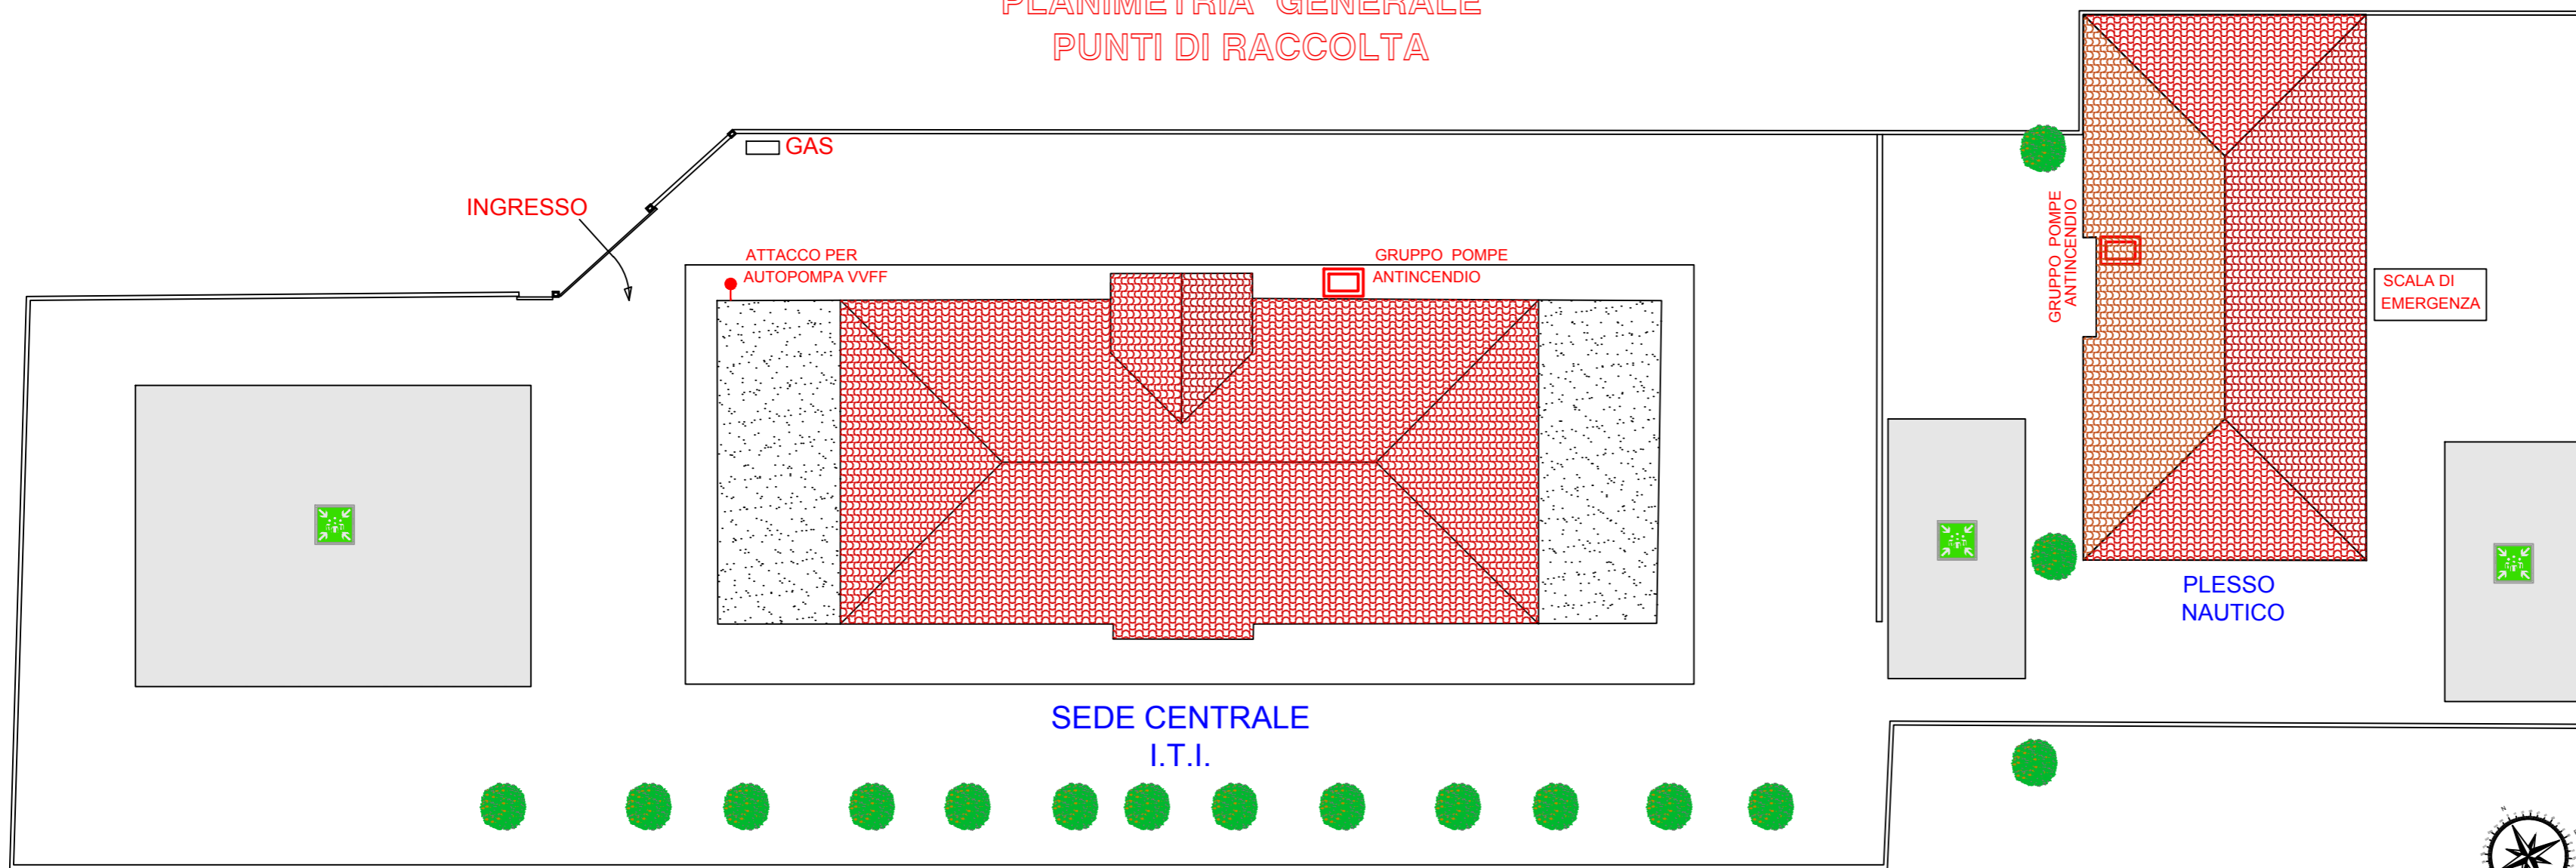 PLANIMETRIA GENERALE
PUNTI DI RACCOLTA
GAS
INGRESSO
ATTACCO PER
AUTOPOMPA VVFF
GRUPPO POMPE
ANTINCENDIO
GRUPPO POMPE
ANTINCENDIO
SCALA DI
EMERGENZA
PLESSO
NAUTICO
SEDE CENTRALE
I.T.I.
N